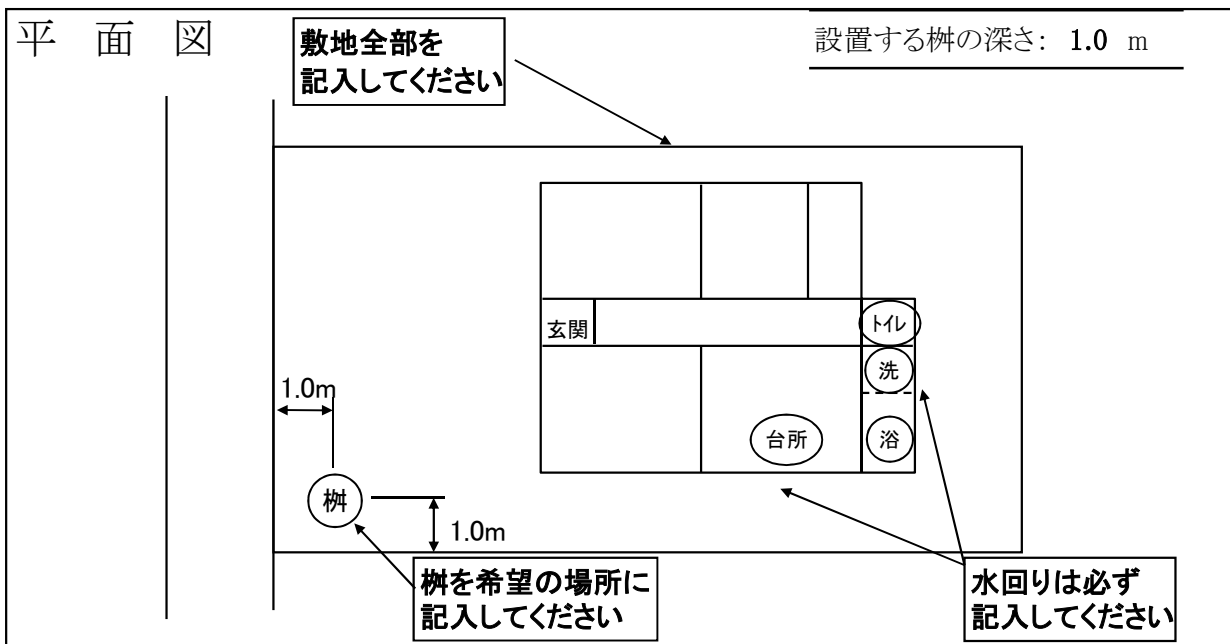 平面図
敷地全部を
記入してください
設置する桝の深さ: 1.0 m
玄関
トイレ
洗
1.0m
台所
浴
桝
1.0m
桝を希望の場所に
記入してください
水回りは必ず
記入してください